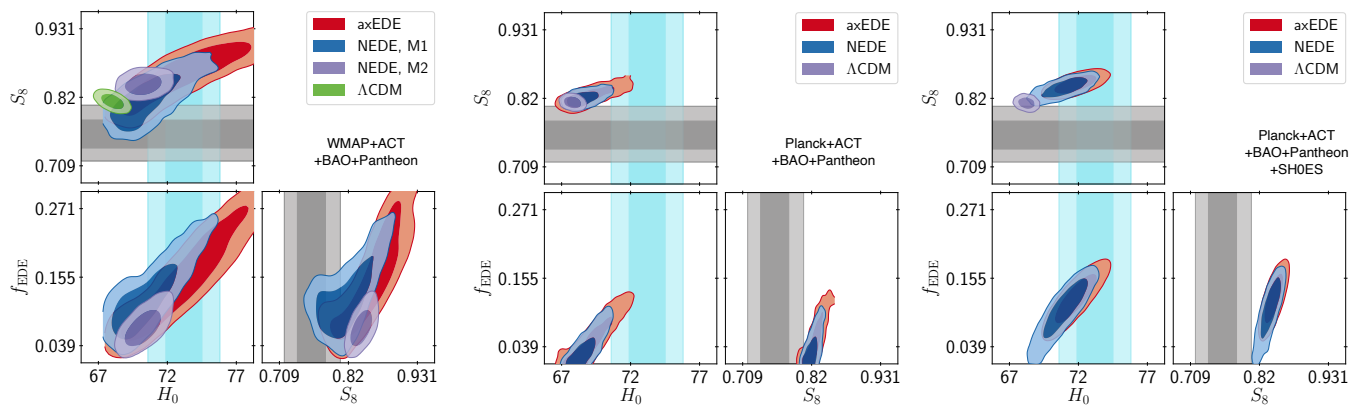 0.931
0.82
0.709
S₈
axEDE
NEDE, M1
NEDE, M2
ΛCDM
WMAP+ACT
+BAO+Pantheon
0.271
0.155
0.039
f_EDE
67 72 77
H₀
0.709 0.82 0.931
S₈
0.931
0.82
0.709
S₈
axEDE
NEDE
ΛCDM
Planck+ACT
+BAO+Pantheon
0.271
0.155
0.039
f_EDE
67 72 77
H₀
0.709 0.82 0.931
S₈
0.931
0.82
0.709
S₈
axEDE
NEDE
ΛCDM
Planck+ACT
+BAO+Pantheon
+SH0ES
0.271
0.155
0.039
f_EDE
67 72 77
H₀
0.709 0.82 0.931
S₈